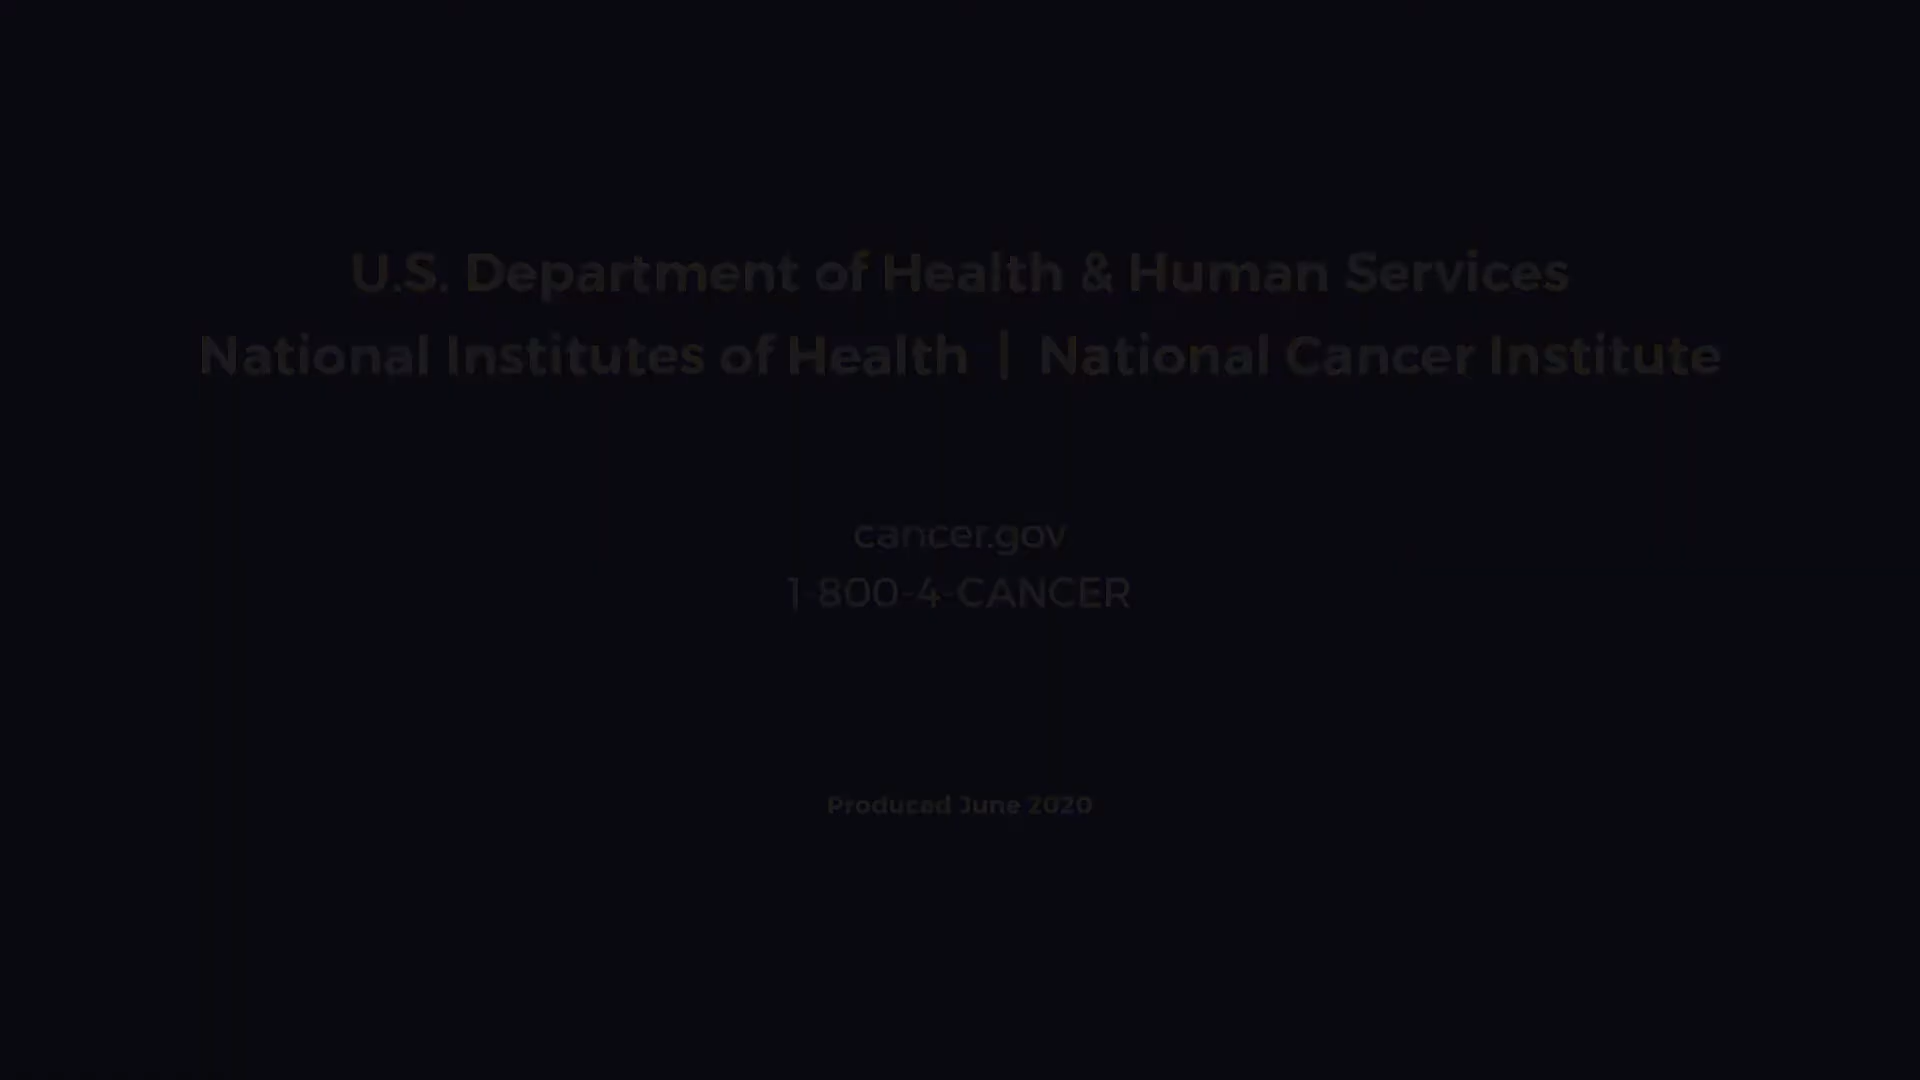 U.S. Department of Health & Human Services
National Institutes of Health | National Cancer Institute
cancer.gov
1-800-4-CANCER
Produced June 2020